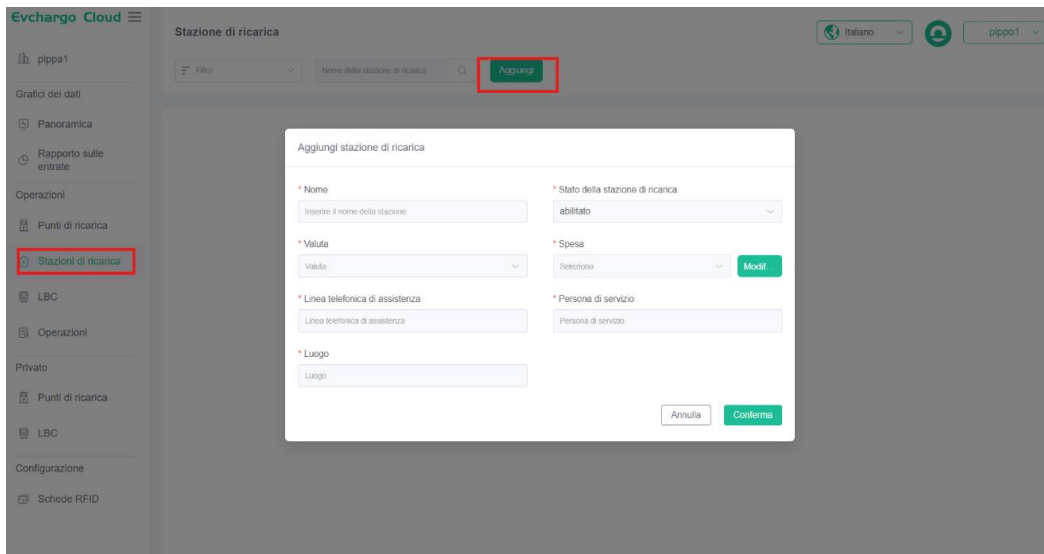 Evchargo Cloud
pippa1
Grafici dei dati
Panoramica
Rapporto sulle
entrate
Operazioni
Punti di ricarica
Stazioni di ricarica
LBC
Operazioni
Privato
Punti di ricarica
LBC
Configurazione
Schede RFID
Stazione di ricarica
Italiano
pippo1
Filtro
Nome della stazione di ricarica
Aggiungi
Aggiungi stazione di ricarica
* Nome
Inserire il nome della stazione
* Stato della stazione di ricarica
abilitato
* Valuta
Valuta
* Spesa
Seleziona
Modif...
* Linea telefonica di assistenza
Linea telefonica di assistenza
* Persona di servizio
Persona di servizio
* Luogo
Luogo
Annulla
Conferma